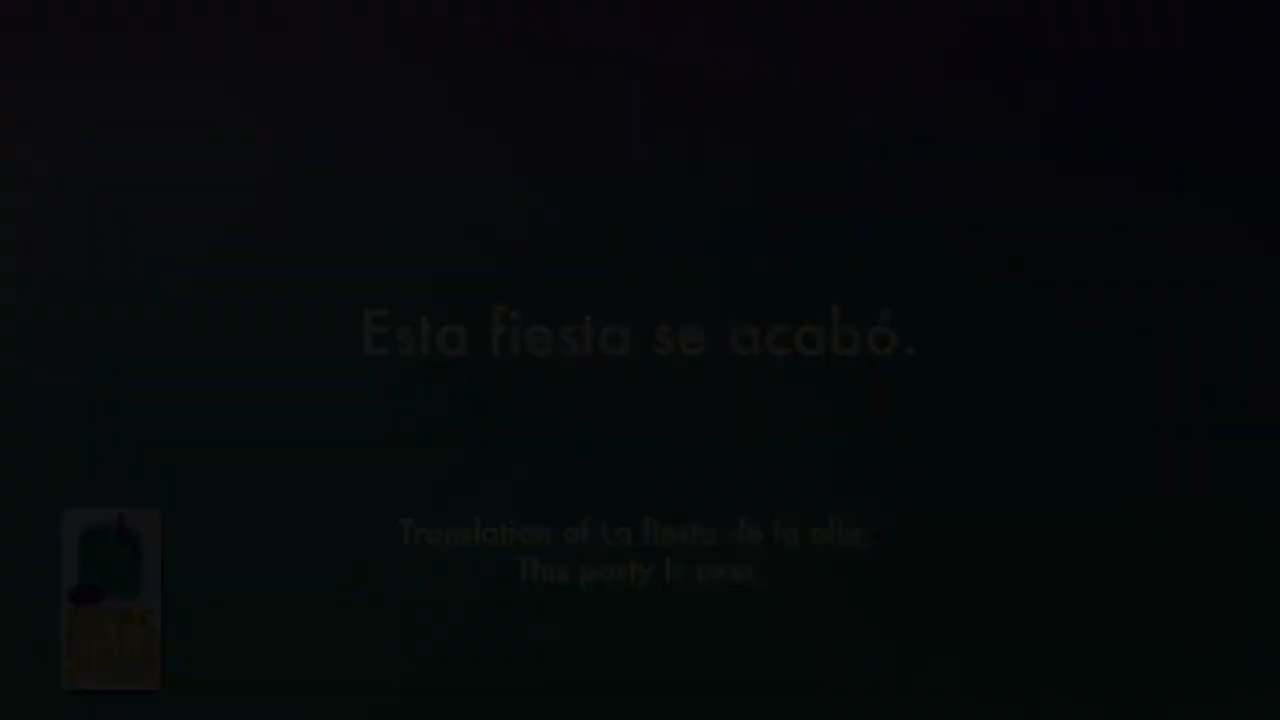 Esta fiesta se acabó.
Translation of La fiesta de la olla:
This party is over.